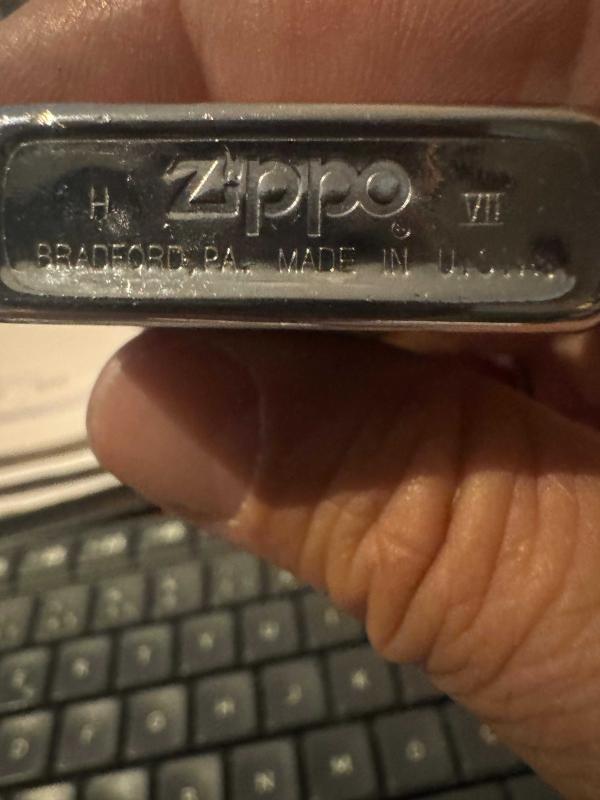 H Zippo ® VII
BRADFORD, PA. MADE IN U.S.A.